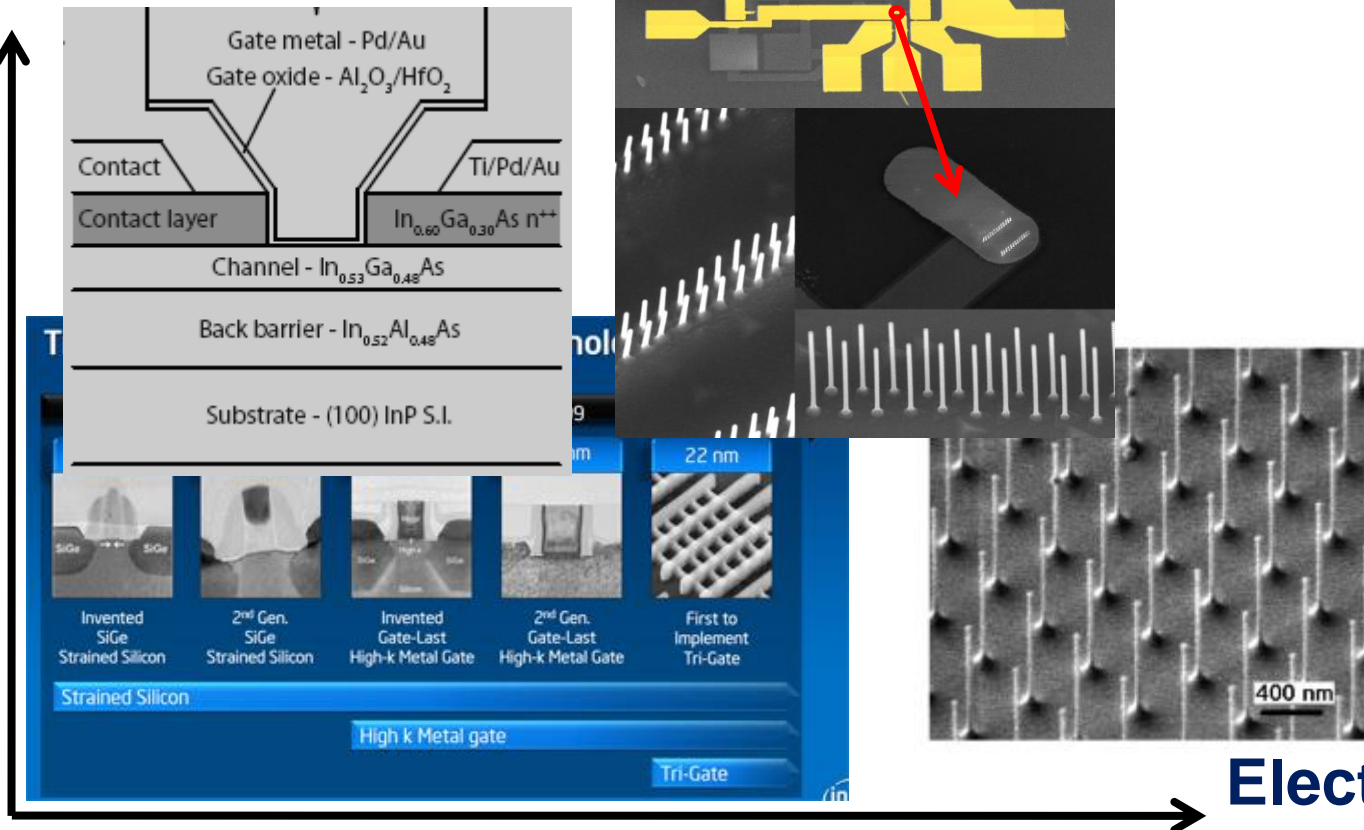 Gate metal - Pd/Au
Gate oxide - Al₂O₃/HfO₂
Contact
Ti/Pd/Au
Contact layer
In₀.₆₀Ga₀.₃₀As n⁺⁺
Channel - In₀.₅₃Ga₀.₄₈As
Back barrier - In₀.₅₂Al₀.₄₈As
Substrate - (100) InP S.I.
22 nm
SiGe
SiGe
Invented
SiGe
Strained Silicon
2ⁿᵈ Gen.
SiGe
Strained Silicon
Invented
Gate-Last
High-k Metal Gate
2ⁿᵈ Gen.
Gate-Last
High-k Metal Gate
First to
Implement
Tri-Gate
Strained Silicon
High k Metal gate
Tri-Gate
400 nm